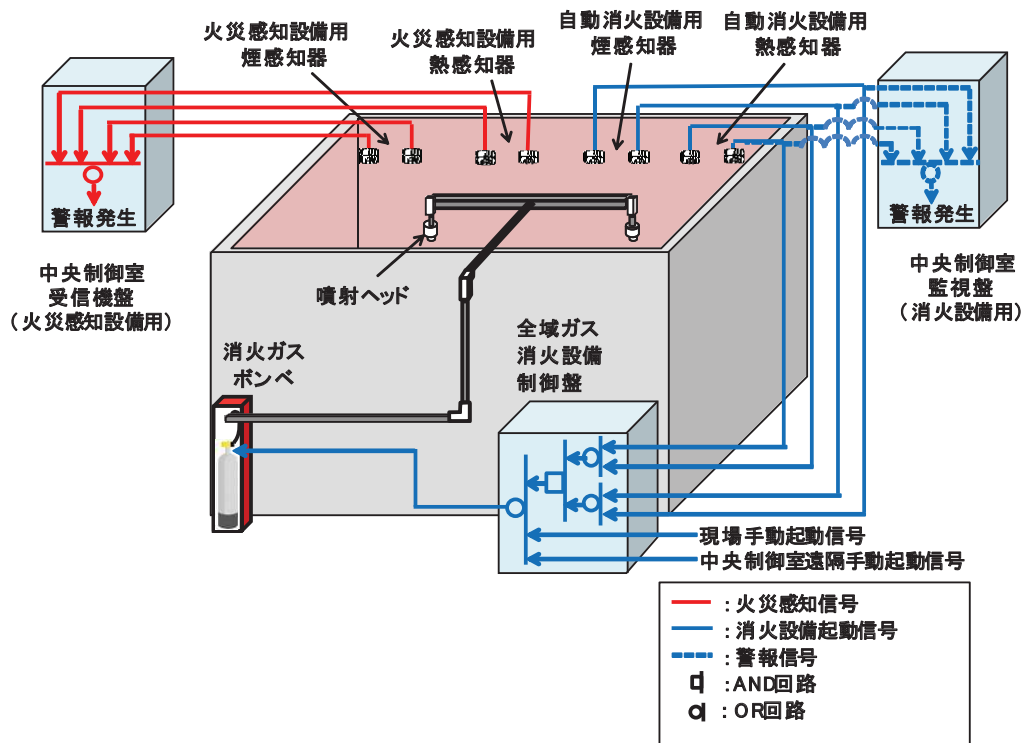 火災感知設備用
煙感知器
火災感知設備用
熱感知器
自動消火設備用
煙感知器
自動消火設備用
熱感知器
警報発生
警報発生
中央制御室
受信機盤
（火災感知設備用）
中央制御室
監視盤
（消火設備用）
噴射ヘッド
消火ガス
ボンベ
全域ガス
消火設備
制御盤
現場手動起動信号
中央制御室遠隔手動起動信号
：火災感知信号
：消火設備起動信号
：警報信号
：AND回路
：OR回路